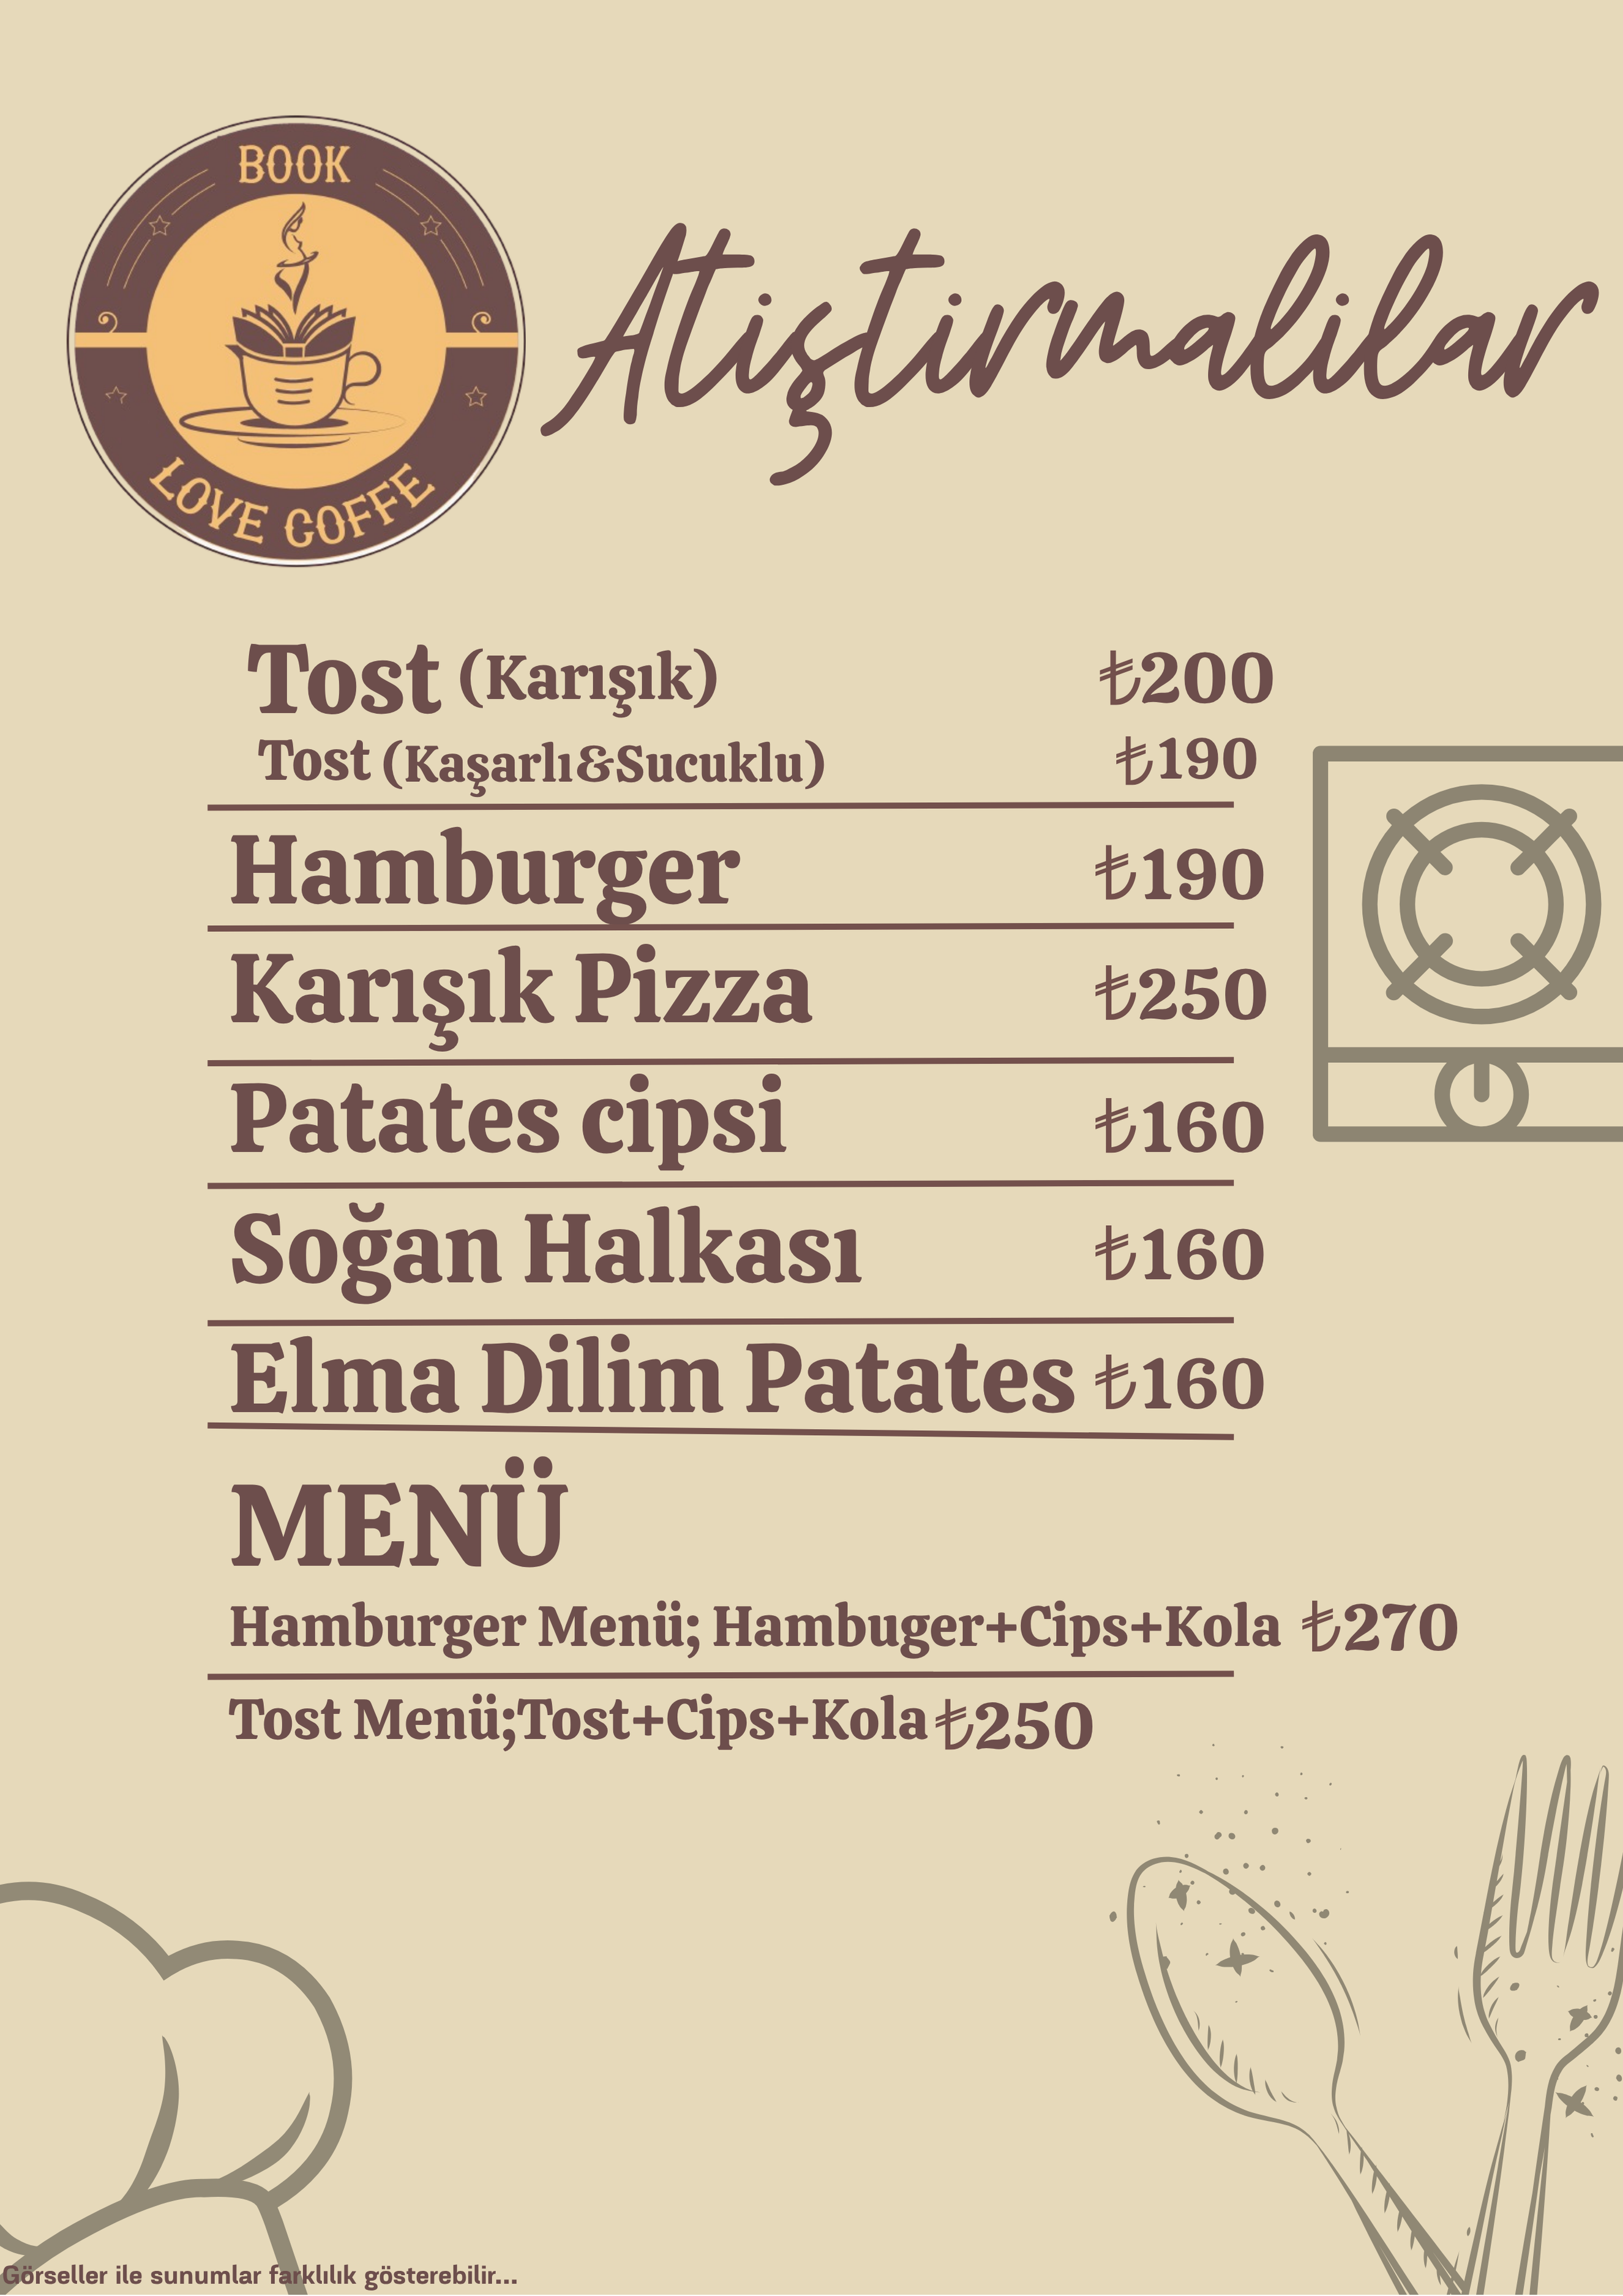 BOOK
LOVE COFFE
Atiştirmalilar
Tost (Karışık) ₺200
Tost (Kaşarlı&Sucuklu) ₺190
Hamburger ₺190
Karışık Pizza ₺250
Patates cipsi ₺160
Soğan Halkası ₺160
Elma Dilim Patates ₺160
MENÜ
Hamburger Menü; Hambuger+Cips+Kola ₺270
Tost Menü;Tost+Cips+Kola ₺250
Görseller ile sunumlar farklılık gösterebilir...